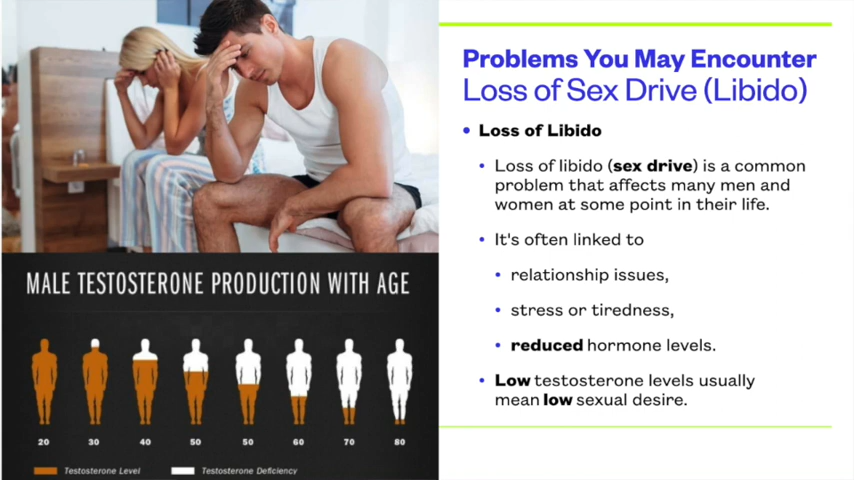 Problems You May Encounter
Loss of Sex Drive (Libido)
• Loss of Libido
• Loss of libido (sex drive) is a common
problem that affects many men and
women at some point in their life.
• It's often linked to
• relationship issues,
• stress or tiredness,
• reduced hormone levels.
• Low testosterone levels usually
mean low sexual desire.
MALE TESTOSTERONE PRODUCTION WITH AGE
20 30 40 50 50 60 70 80
Testosterone Level Testosterone Deficiency